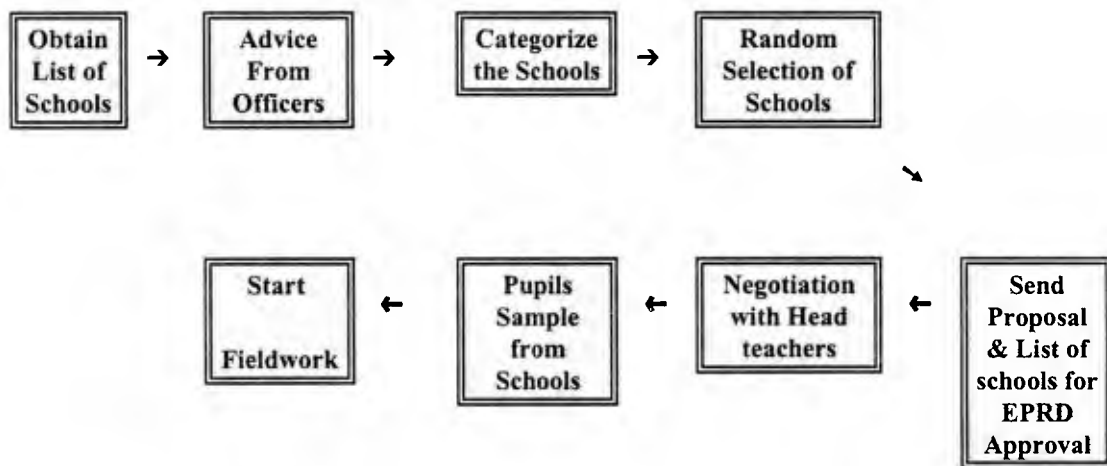 Obtain
List of
Schools
→
Advice
From
Officers
→
Categorize
the Schools
→
Random
Selection of
Schools
↘
Send
Proposal
& List of
schools for
EPRD
Approval
←
Negotiation
with Head
teachers
←
Pupils
Sample
from
Schools
←
Start
Fieldwork